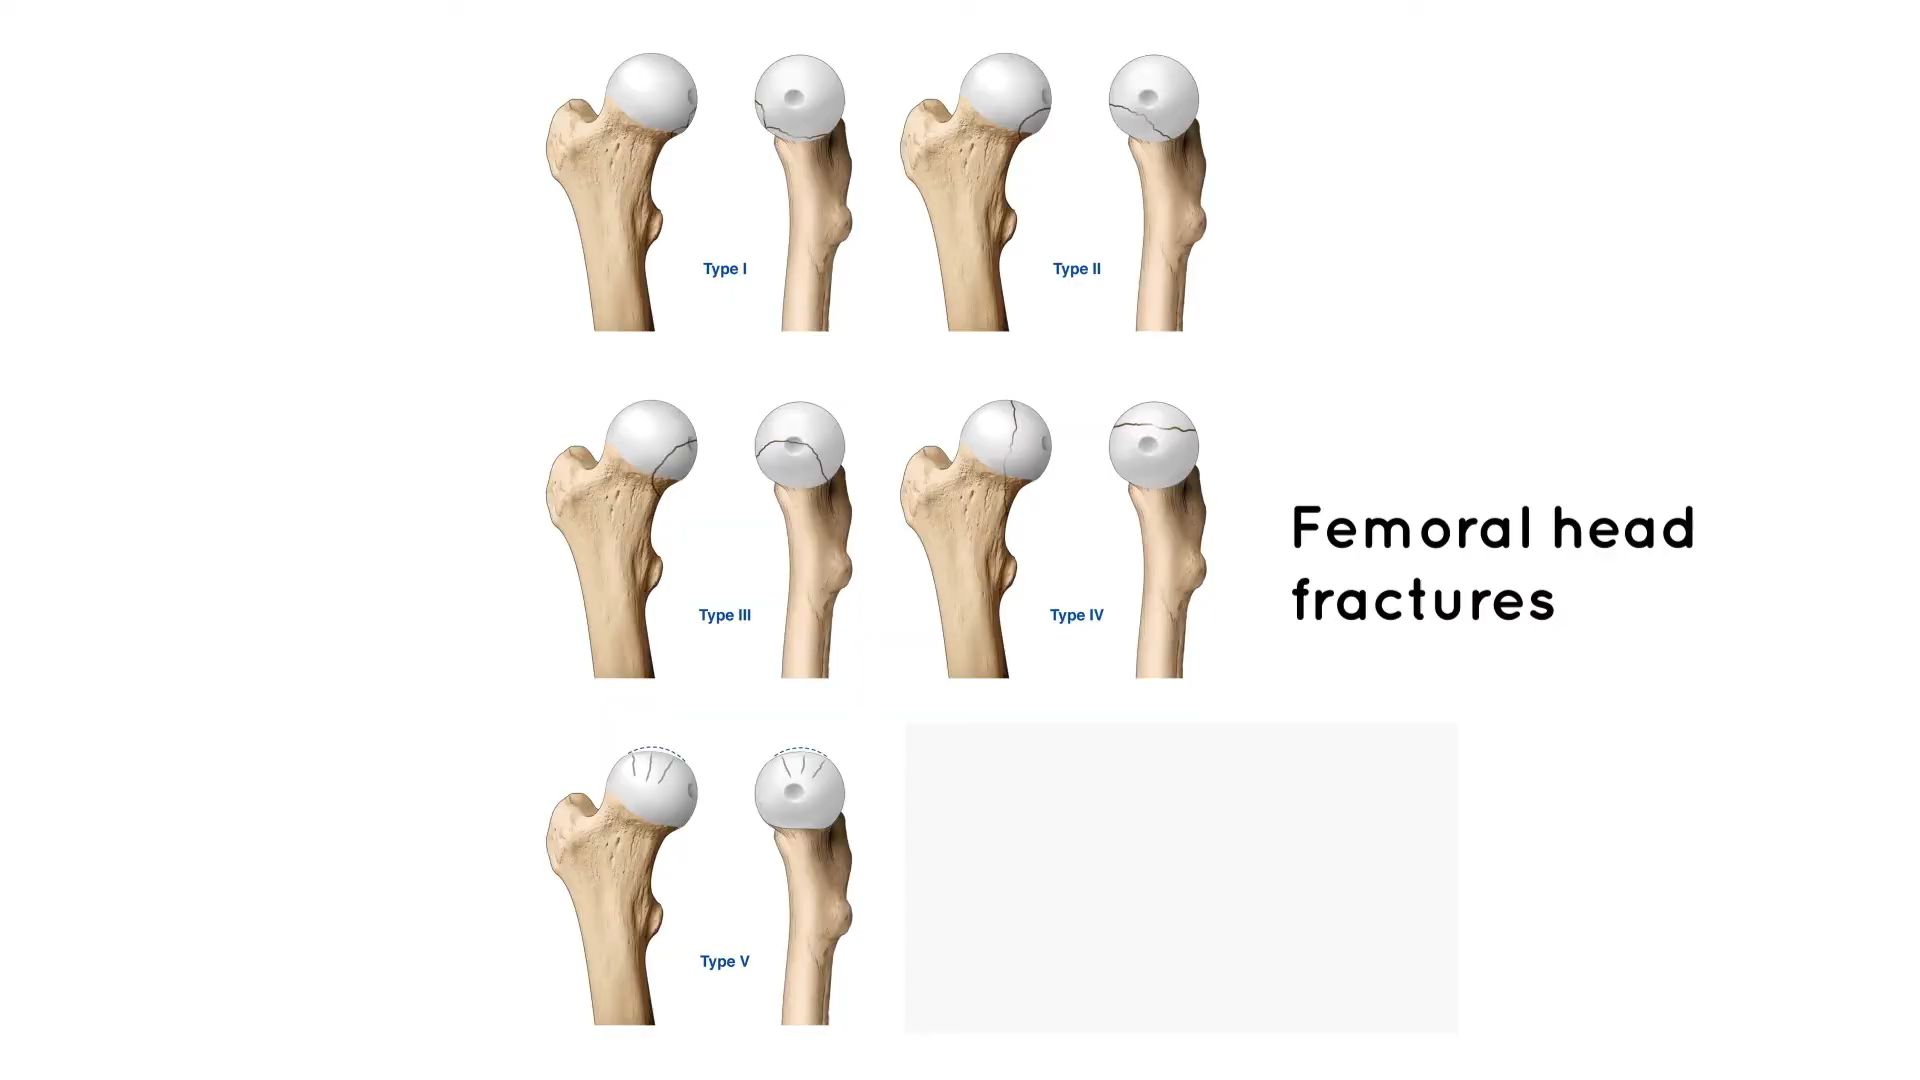 Type I
Type II
Type III
Type IV
Femoral head
fractures
Type V